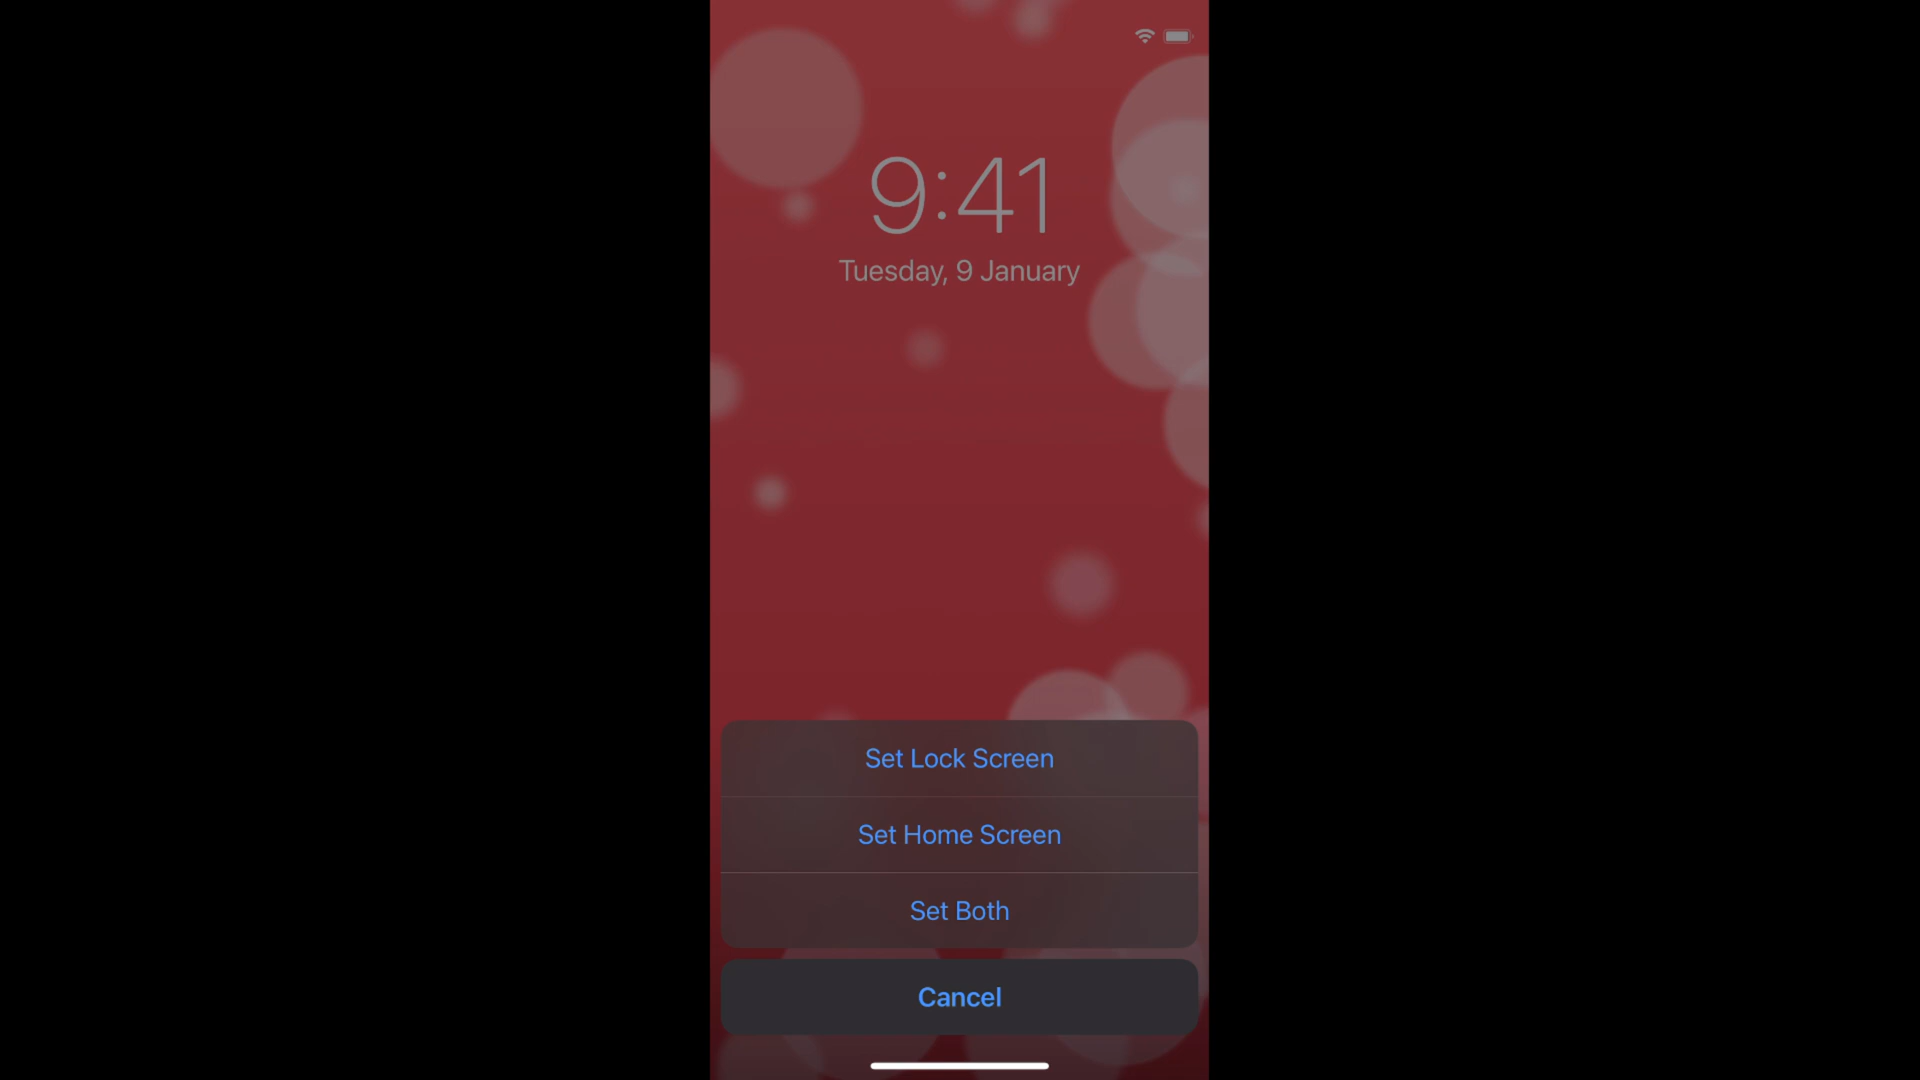 9:41
Tuesday, 9 January
Set Lock Screen
Set Home Screen
Set Both
Cancel